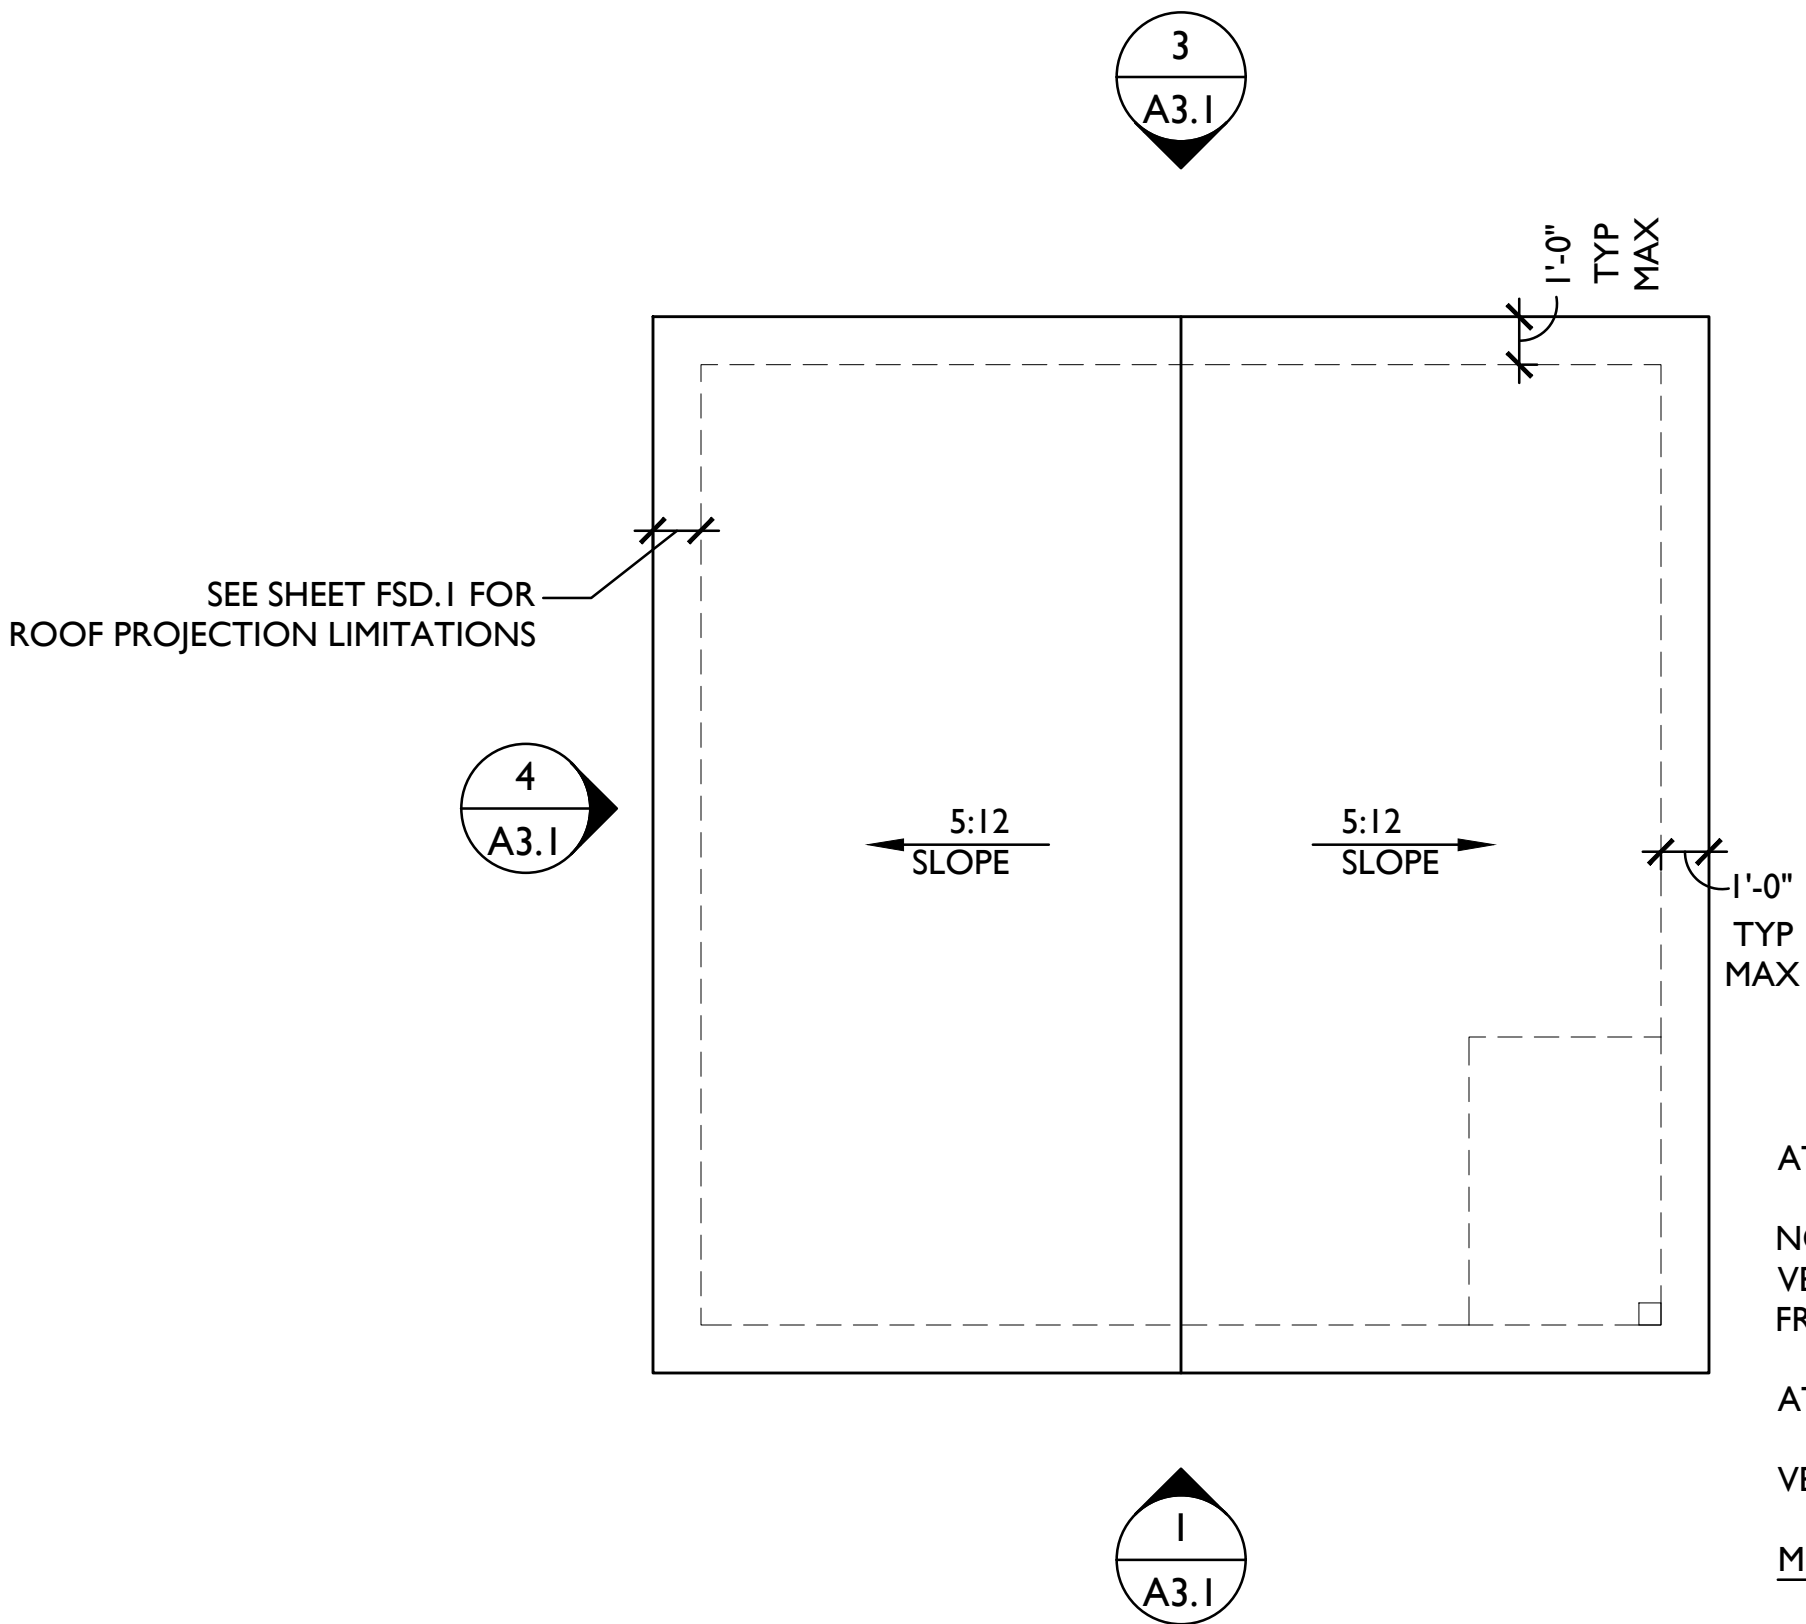 3
A3.1
1'-0"
TYP
MAX
SEE SHEET FSD.1 FOR
ROOF PROJECTION LIMITATIONS
4
A3.1
5:12
SLOPE
5:12
SLOPE
1'-0"
TYP
MAX
1
A3.1